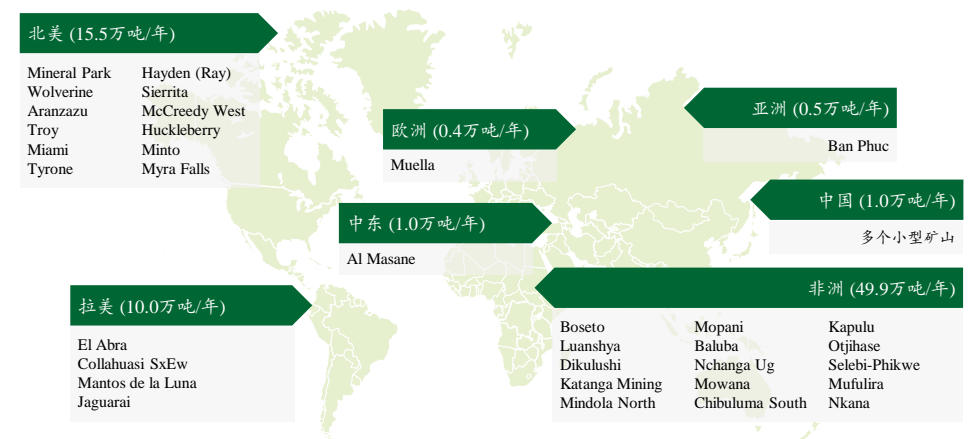 北美 (15.5万吨/年)
Mineral Park Hayden (Ray)
Wolverine Sierrita
Aranzazu McCreedy West
Troy Huckleberry
Miami Minto
Tyrone Myra Falls
欧洲 (0.4万吨/年)
Muella
亚洲 (0.5万吨/年)
Ban Phuc
中国 (1.0万吨/年)
多个小型矿山
中东 (1.0万吨/年)
Al Masane
拉美 (10.0万吨/年)
El Abra
Collahuasi SxEw
Mantos de la Luna
Jaguarai
非洲 (49.9万吨/年)
Boseto Mopani Kapulu
Luanshya Baluba Otjihase
Dikulushi Nchanga Ug Selebi-Phikwe
Katanga Mining Mowana Mufulira
Mindola North Chibuluma South Nkana